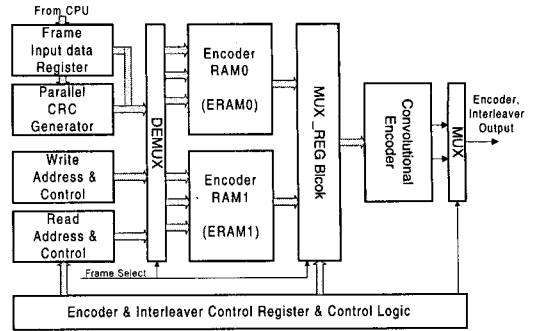 From CPU
Frame
Input data
Register
Parallel
CRC
Generator
Write
Address &
Control
Read
Address &
Control
DEMUX
Encoder
RAM0
(ERAM0)
Encoder
RAM1
(ERAM1)
MUX_REG Blcok
Convolutional
Encoder
MUX
Encoder,
Interleaver
Output
Frame Select
Encoder & Interleaver Control Register & Control Logic